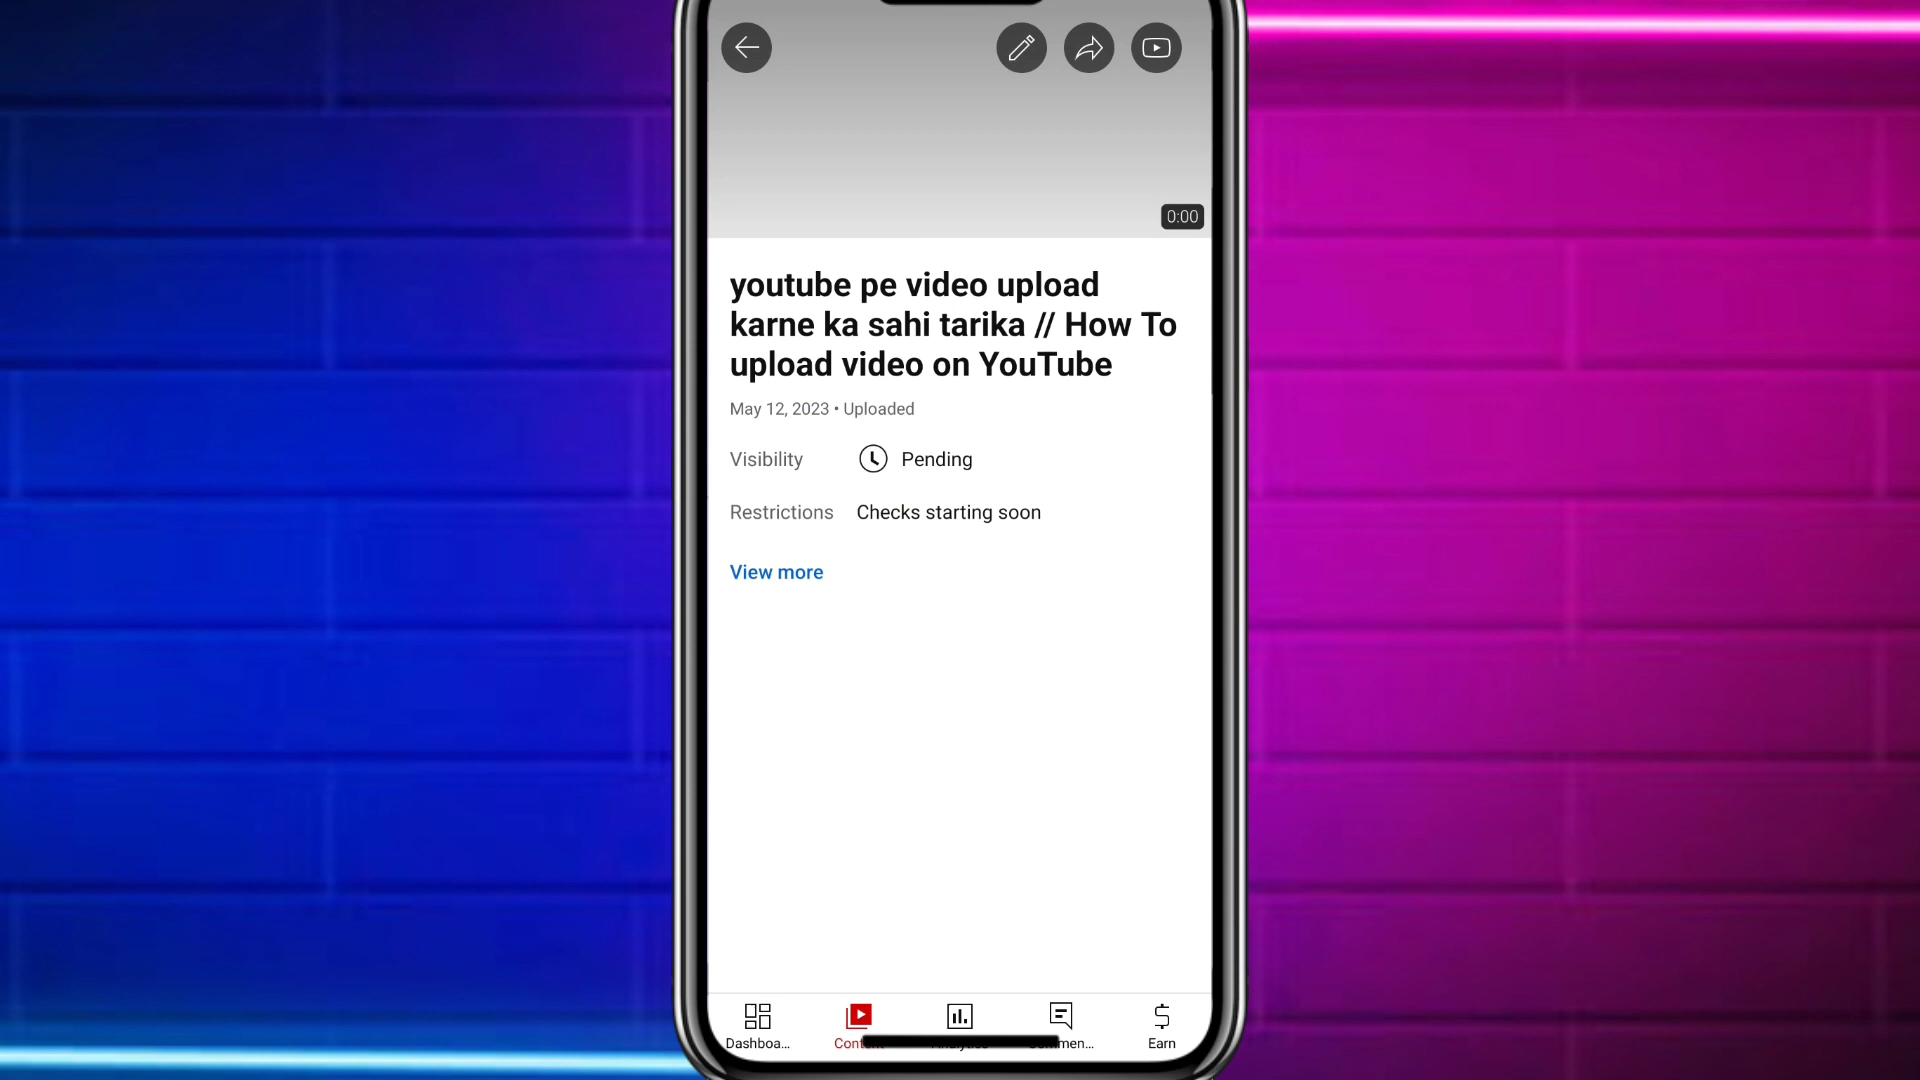 0:00
youtube pe video upload
karne ka sahi tarika // How To
upload video on YouTube
May 12, 2023 • Uploaded
Visibility Pending
Restrictions Checks starting soon
View more
Dashboa... Earn